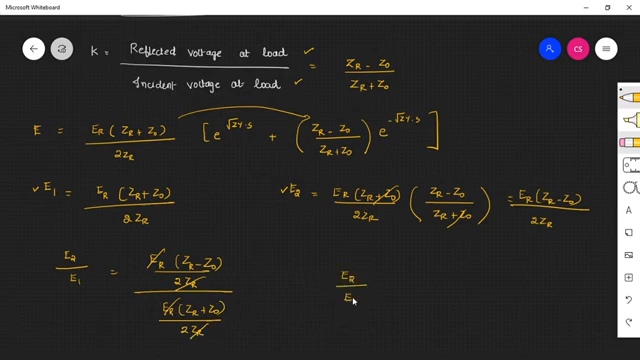 Microsoft Whiteboard
CS
K = Reflected voltage at load ✓ / Incident voltage at load ✓ = (Z_R − Z_0) / (Z_R + Z_0)
E = E_R (Z_R + Z_0) / 2Z_R [ e^{√ZY·S} + ( (Z_R − Z_0) / (Z_R + Z_0) ) e^{−√ZY·S} ]
✓E_1 = E_R (Z_R + Z_0) / 2Z_R ✓E_2 = E_R (Z_R + Z_0) / 2Z_R ( (Z_R − Z_0) / (Z_R + Z_0) ) = E_R (Z_R − Z_0) / 2Z_R
E_2 / E_1 = E_R (Z_R − Z_0) / 2Z_R / E_R (Z_R + Z_0) / 2Z_R E_2 / E
A